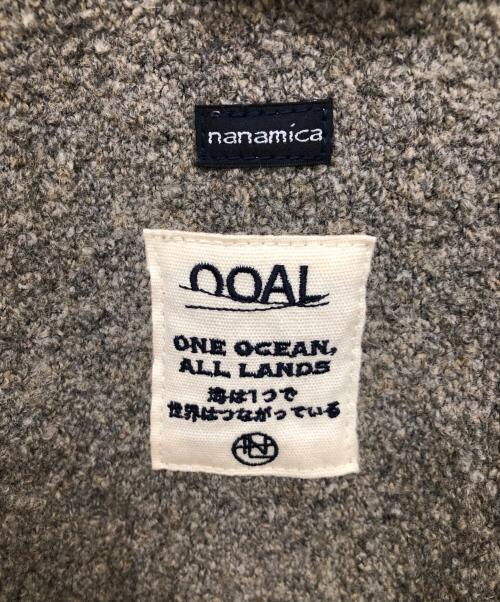 nanamica
OOAL
ONE OCEAN,
ALL LANDS
海は1つで
世界はつながっている